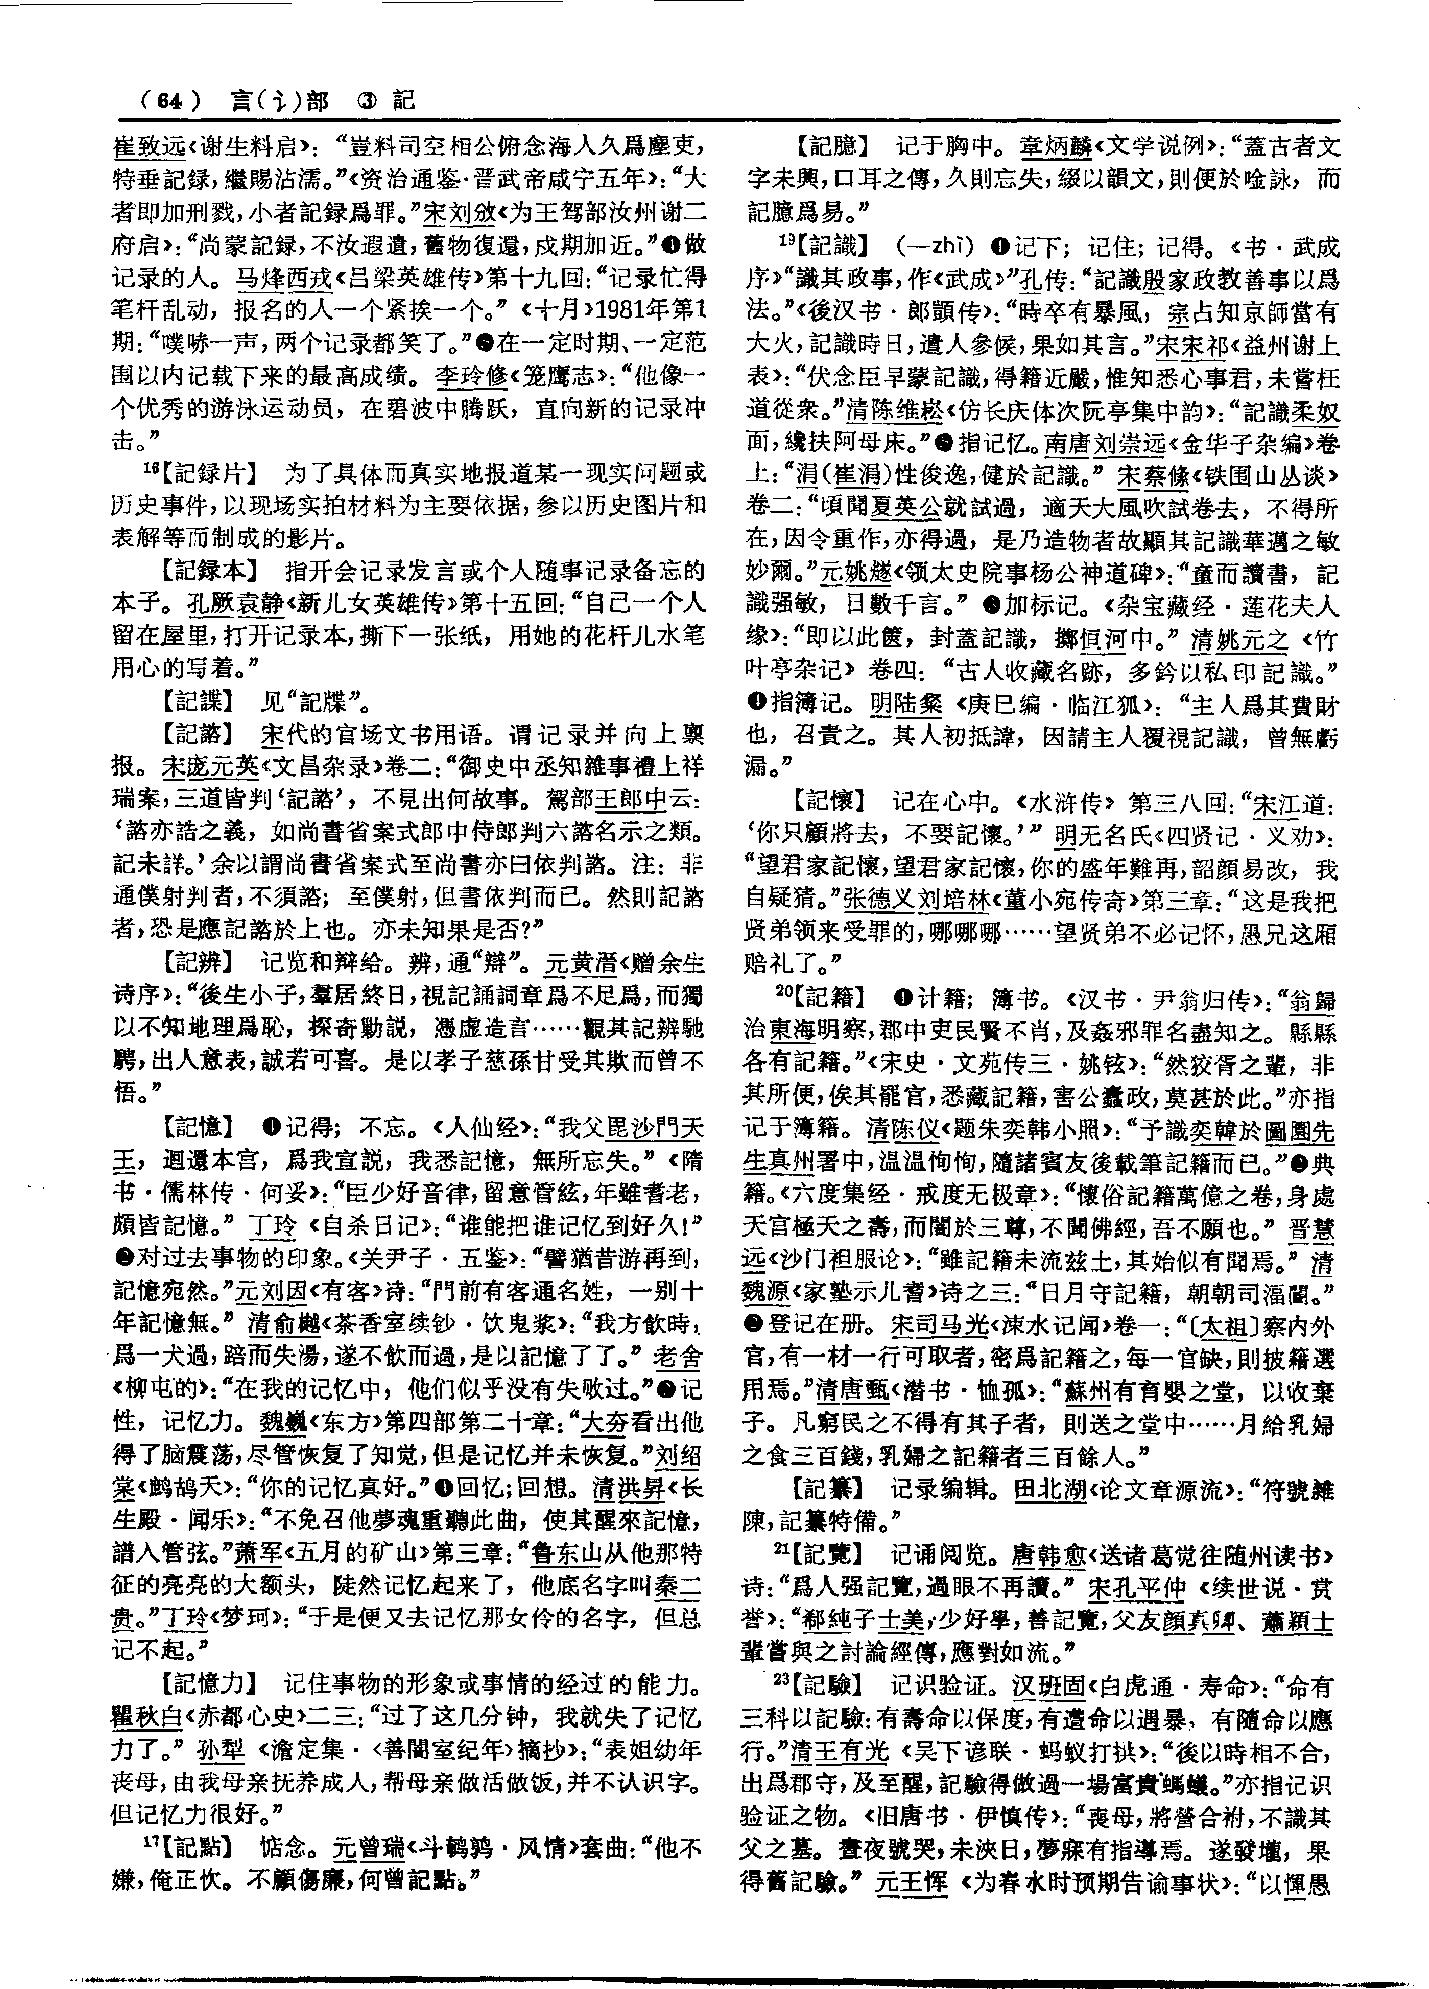 （64） 言(讠)部 ③ 記
崔致远《谢生料启》：“豈料司空相公俯念海人久爲塵吏，
特垂記録，繼賜沾濡。”《资治通鉴·晋武帝咸宁五年》：“大
者即加刑戮，小者記録爲罪。”宋刘攽《为王驾部汝州谢二
府启》：“尚蒙記録，不汝遐遺，舊物復還，戍期加近。”❹做
记录的人。马烽西戎《吕梁英雄传》第十九回：“记录忙得
笔杆乱动，报名的人一个紧挨一个。”《十月》1981年第1
期：“噗哧一声，两个记录都笑了。”❺在一定时期、一定范
围以内记载下来的最高成绩。李玲修《笼鹰志》：“他像一
个优秀的游泳运动员，在碧波中腾跃，直向新的记录冲
击。”
16【記録片】 为了具体而真实地报道某一现实问题或
历史事件，以现场实拍材料为主要依据，参以历史图片和
表解等而制成的影片。
【記録本】 指开会记录发言或个人随事记录备忘的
本子。孔厥袁静《新儿女英雄传》第十五回：“自己一个人
留在屋里，打开记录本，撕下一张纸，用她的花杆儿水笔
用心的写着。”
【記諜】 见“記牒”。
【記諮】 宋代的官场文书用语。谓记录并向上禀
报。宋庞元英《文昌杂录》卷二：“御史中丞知雜事禮上祥
瑞案，三道皆判‘記諮’，不見出何故事。駕部王郎中云：
‘諮亦誥之義，如尚書省案式郎中侍郎判六諮名示之類。
記未詳。’余以謂尚書省案式至尚書亦曰依判諮。注：非
通僕射判者，不須諮；至僕射，但書依判而已。然則記諮
者，恐是應記諮於上也。亦未知果是否？”
【記辨】 记览和辩给。辨，通“辯”。元黄溍《赠余生
诗序》：“後生小子，羣居終日，視記誦詞章爲不足爲，而獨
以不知地理爲恥，探奇勦説，憑虚造言……觀其記辨馳
騁，出人意表，誠若可喜。是以孝子慈孫甘受其欺而曾不
悟。”
【記憶】 ❶记得；不忘。《人仙经》：“我父毘沙門天
王，迴還本宫，爲我宣説，我悉記憶，無所忘失。”《隋
书·儒林传·何妥》：“臣少好音律，留意管絃，年雖耆老，
頗皆記憶。”丁玲《自杀日记》：“谁能把谁记忆到好久！”
❷对过去事物的印象。《关尹子·五鉴》：“譬猶昔游再到，
記憶宛然。”元刘因《有客》诗：“門前有客通名姓，一别十
年記憶無。”清俞樾《茶香室续钞·饮鬼浆》：“我方飲時，
爲一犬過，踣而失湯，遂不飲而過，是以記憶了了。”老舍
《柳屯的》：“在我的记忆中，他们似乎没有失败过。”❸记
性，记忆力。魏巍《东方》第四部第二十章：“大夯看出他
得了脑震荡，尽管恢复了知觉，但是记忆并未恢复。”刘绍
棠《鹧鸪天》：“你的记忆真好。”❹回忆；回想。清洪昇《长
生殿·闻乐》：“不免召他夢魂重聽此曲，使其醒來記憶，
譜入管弦。”萧军《五月的矿山》第三章：“鲁东山从他那特
征的亮亮的大额头，陡然记忆起来了，他底名字叫秦二
贵。”丁玲《梦珂》：“于是便又去记忆那女伶的名字，但总
记不起。”
【記憶力】 记住事物的形象或事情的经过的能力。
瞿秋白《赤都心史》二三：“过了这几分钟，我就失了记忆
力了。”孙犁《澹定集·〈善闇室纪年〉摘抄》：“表姐幼年
丧母，由我母亲抚养成人，帮母亲做活做饭，并不认识字。
但记忆力很好。”
17【記點】 惦念。元曾瑞《斗鹌鹑·风情》套曲：“他不
嫌，俺正忺。不顧傷廉，何曾記點。”
【記臆】 记于胸中。章炳麟《文学说例》：“蓋古者文
字未興，口耳之傳，久則忘失，綴以韻文，則便於唫詠，而
記臆爲易。”
19【記識】 （—zhì）❶记下；记住；记得。《书·武成
序》“識其政事，作《武成》”孔传：“記識殷家政教善事以爲
法。”《後汉书·郎顗传》：“時卒有暴風，宗占知京師當有
大火，記識時日，遣人參候，果如其言。”宋宋祁《益州谢上
表》：“伏念臣早蒙記識，得籍近嚴，惟知悉心事君，未嘗枉
道從衆。”清陈维崧《仿长庆体次阮亭集中韵》：“記識柔奴
面，纔扶阿母床。”❷指记忆。南唐刘崇远《金华子杂编》卷
上：“涓(崔涓)性俊逸，健於記識。”宋蔡絛《铁围山丛谈》
卷二：“頃聞夏英公就試過，適天大風吹試卷去，不得所
在，因令重作，亦得過，是乃造物者故顯其記識華邁之敏
妙爾。”元姚燧《领太史院事杨公神道碑》：“童而讀書，記
識强敏，日數千言。”❸加标记。《杂宝藏经·莲花夫人
缘》：“即以此篋，封蓋記識，擲恒河中。”清姚元之《竹
叶亭杂记》卷四：“古人收藏名跡，多鈐以私印記識。”
❹指簿记。明陆粲《庚巳编·临江狐》：“主人爲其費財
也，召責之。其人初抵諱，因請主人覆視記識，曾無虧
漏。”
【記懷】 记在心中。《水浒传》第三八回：“宋江道：
‘你只顧將去，不要記懷。’”明无名氏《四贤记·义劝》：
“望君家記懷，望君家記懷，你的盛年難再，韶顔易改，我
自疑猜。”张德义刘培林《董小宛传奇》第三章：“这是我把
贤弟领来受罪的，哪哪哪……望贤弟不必记怀，愚兄这厢
赔礼了。”
20【記籍】 ❶计籍；簿书。《汉书·尹翁归传》：“翁歸
治東海明察，郡中吏民賢不肖，及姦邪罪名盡知之。縣縣
各有記籍。”《宋史·文苑传三·姚铉》：“然狡胥之輩，非
其所便，俟其罷官，悉藏記籍，害公蠹政，莫甚於此。”亦指
记于簿籍。清陈仪《题朱奕韩小照》：“予識奕韓於圖圖先
生真州署中，温温恂恂，隨諸賓友後載筆記籍而已。”❷典
籍。《六度集经·戒度无极章》：“懷俗記籍萬億之卷，身處
天宫極天之壽，而闇於三尊，不聞佛經，吾不願也。”晋慧
远《沙门袒服论》：“雖記籍未流兹土，其始似有聞焉。”清
魏源《家塾示儿耆》诗之三：“日月守記籍，朝朝司溷閽。”
❸登记在册。宋司马光《涑水记闻》卷一：“〔太祖〕察内外
官，有一材一行可取者，密爲記籍之，每一官缺，則披籍選
用焉。”清唐甄《潜书·恤孤》：“蘇州有育嬰之堂，以收棄
子。凡窮民之不得有其子者，則送之堂中……月給乳婦
之食三百錢，乳婦之記籍者三百餘人。”
【記纂】 记录编辑。田北湖《论文章源流》：“符號雜
陳，記纂特備。”
21【記覽】 记诵阅览。唐韩愈《送诸葛觉往随州读书》
诗：“爲人强記覽，過眼不再讀。”宋孔平仲《续世说·赏
誉》：“郗純子士美，少好學，善記覽，父友顔真卿、蕭穎士
輩嘗與之討論經傳，應對如流。”
23【記驗】 记识验证。汉班固《白虎通·寿命》：“命有
三科以記驗：有壽命以保度，有遭命以遇暴，有隨命以應
行。”清王有光《吴下谚联·蚂蚁打拱》：“後以時相不合，
出爲郡守，及至醒，記驗得做過一場富貴螞蟻。”亦指记识
验证之物。《旧唐书·伊慎传》：“喪母，將營合祔，不識其
父之墓。晝夜號哭，未浹日，夢寐有指導焉。遂發壠，果
得舊記驗。”元王恽《为春水时预期告谕事状》：“以惲愚